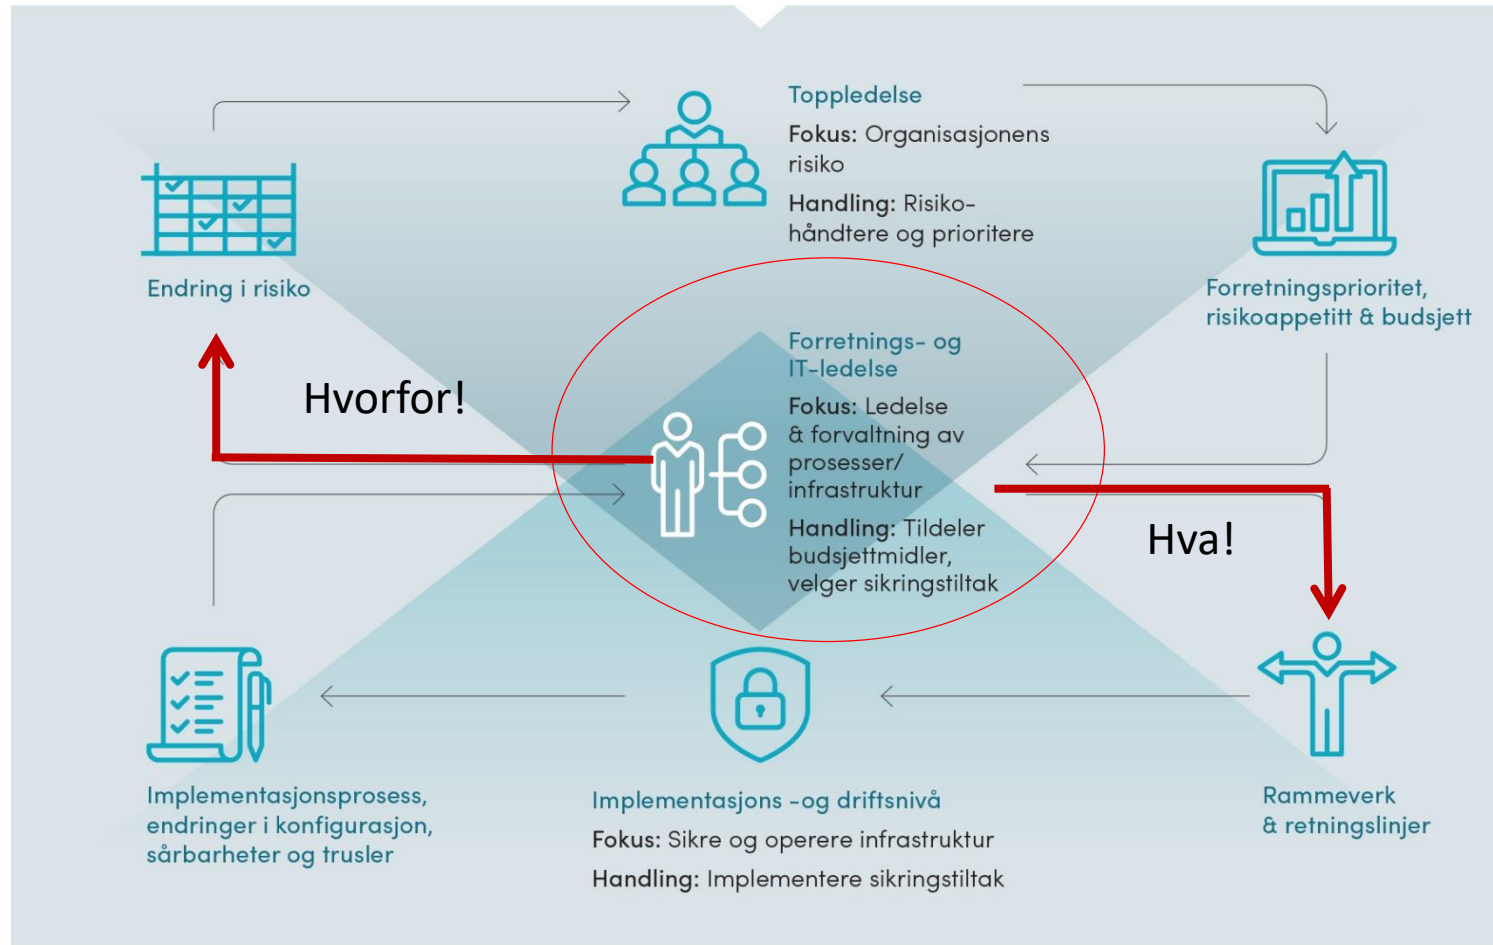 Toppledelse
Fokus: Organisasjonens
risiko
Handling: Risiko-
håndtere og prioritere
Endring i risiko
Forretningsprioritet,
risikoappetitt & budsjett
Hvorfor!
Forretnings- og
IT-ledelse
Fokus: Ledelse
& forvaltning av
prosesser/
infrastruktur
Handling: Tildeler
budsjettmidler,
velger sikringstiltak
Hva!
Implementasjonsprosess,
endringer i konfigurasjon,
sårbarheter og trusler
Implementasjons -og driftsnivå
Fokus: Sikre og operere infrastruktur
Handling: Implementere sikringstiltak
Rammeverk
& retningslinjer